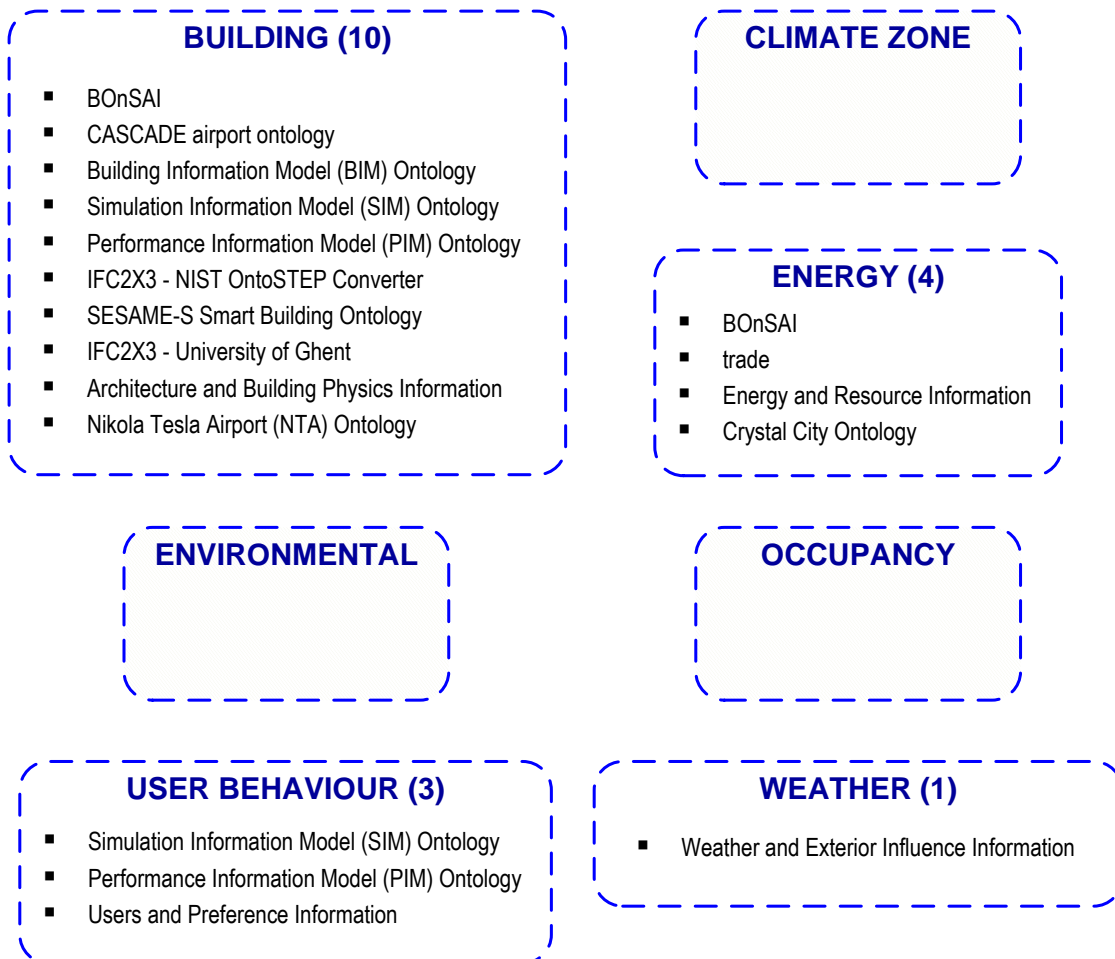 BUILDING (10)
▪ BOnSAI
▪ CASCADE airport ontology
▪ Building Information Model (BIM) Ontology
▪ Simulation Information Model (SIM) Ontology
▪ Performance Information Model (PIM) Ontology
▪ IFC2X3 - NIST OntoSTEP Converter
▪ SESAME-S Smart Building Ontology
▪ IFC2X3 - University of Ghent
▪ Architecture and Building Physics Information
▪ Nikola Tesla Airport (NTA) Ontology
CLIMATE ZONE
ENERGY (4)
▪ BOnSAI
▪ trade
▪ Energy and Resource Information
▪ Crystal City Ontology
ENVIRONMENTAL
OCCUPANCY
USER BEHAVIOUR (3)
▪ Simulation Information Model (SIM) Ontology
▪ Performance Information Model (PIM) Ontology
▪ Users and Preference Information
WEATHER (1)
▪ Weather and Exterior Influence Information